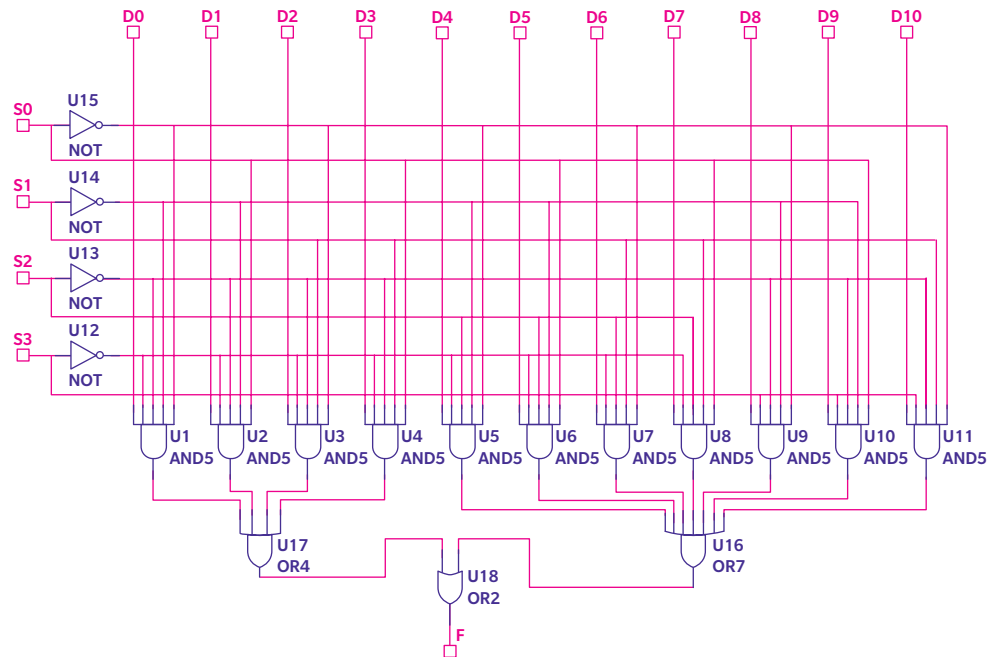 D0 D1 D2 D3 D4 D5 D6 D7 D8 D9 D10
U15
S0
NOT
U14
S1
NOT
U13
S2
NOT
U12
S3
NOT
U1 U2 U3 U4 U5 U6 U7 U8 U9 U10 U11
AND5 AND5 AND5 AND5 AND5 AND5 AND5 AND5 AND5 AND5 AND5
U17 U16
OR4 OR7
U18
OR2
F